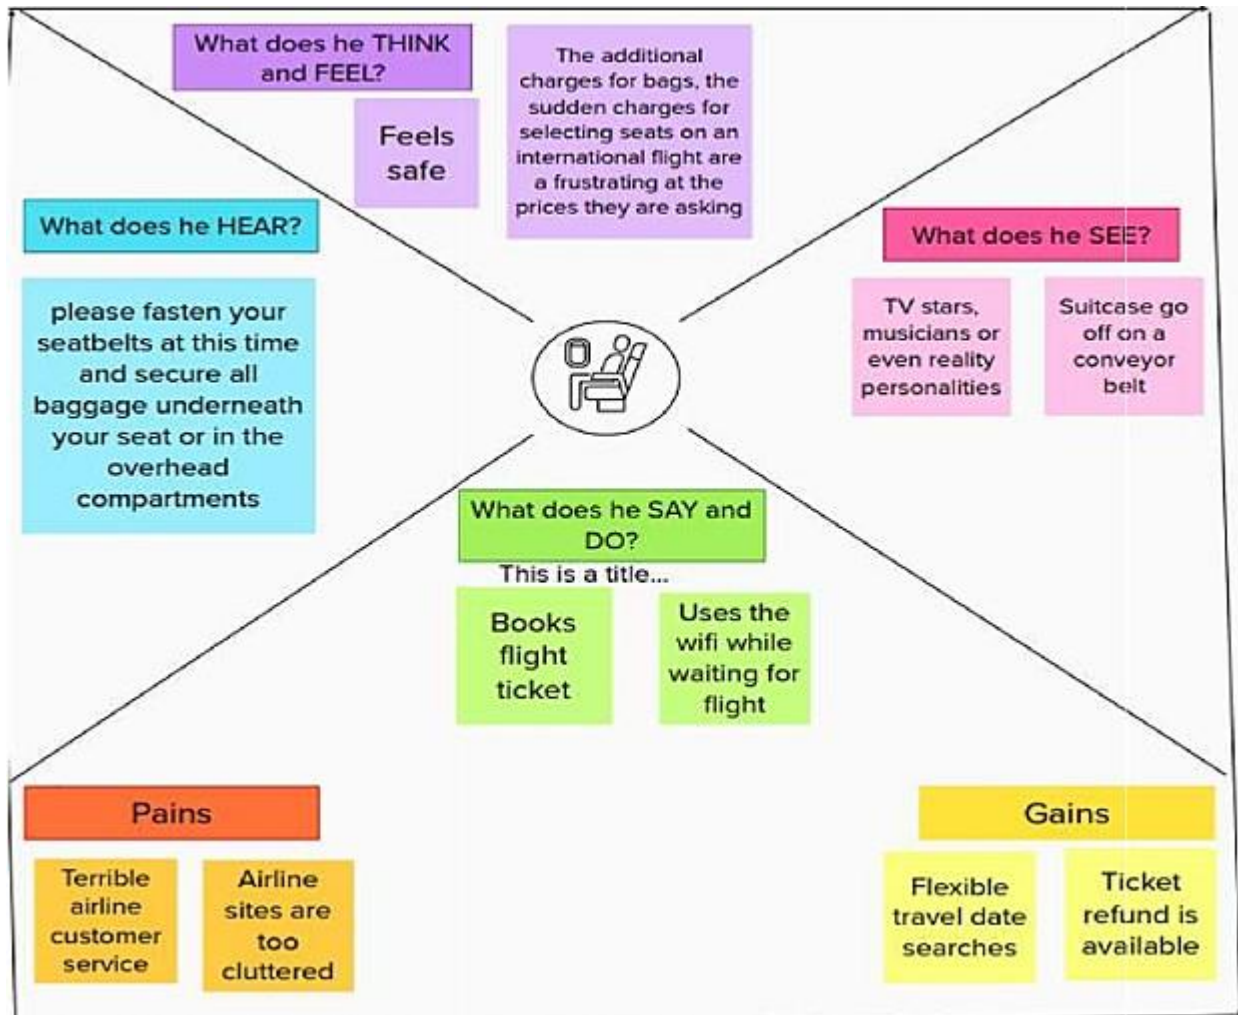 What does he THINK
and FEEL?
Feels
safe
The additional
charges for bags, the
sudden charges for
selecting seats on an
international flight are
a frustrating at the
prices they are asking
What does he HEAR?
please fasten your
seatbelts at this time
and secure all
baggage underneath
your seat or in the
overhead
compartments
What does he SEE?
TV stars,
musicians or
even reality
personalities
Suitcase go
off on a
conveyor
belt
What does he SAY and
DO?
This is a title...
Books
flight
ticket
Uses the
wifi while
waiting for
flight
Pains
Terrible
airline
customer
service
Airline
sites are
too
cluttered
Gains
Flexible
travel date
searches
Ticket
refund is
available